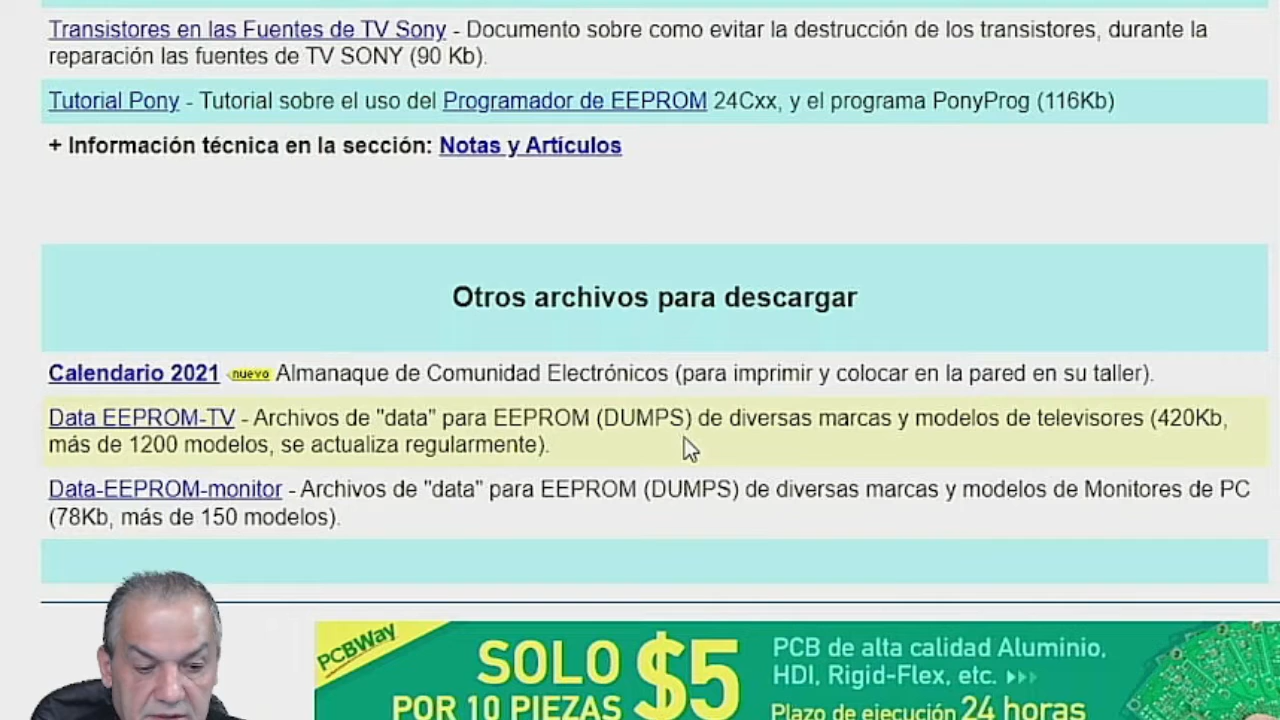 Transistores en las Fuentes de TV Sony - Documento sobre como evitar la destrucción de los transistores, durante la
reparación las fuentes de TV SONY (90 Kb).
Tutorial Pony - Tutorial sobre el uso del Programador de EEPROM 24Cxx, y el programa PonyProg (116Kb)
+ Información técnica en la sección: Notas y Artículos
Otros archivos para descargar
Calendario 2021 nuevo Almanaque de Comunidad Electrónicos (para imprimir y colocar en la pared en su taller).
Data EEPROM-TV - Archivos de "data" para EEPROM (DUMPS) de diversas marcas y modelos de televisores (420Kb,
más de 1200 modelos, se actualiza regularmente).
Data-EEPROM-monitor - Archivos de "data" para EEPROM (DUMPS) de diversas marcas y modelos de Monitores de PC
(78Kb, más de 150 modelos).
PCBWay
SOLO $5
POR 10 PIEZAS
PCB de alta calidad Aluminio,
HDI, Rigid-Flex, etc.
Plazo de ejecución 24 horas